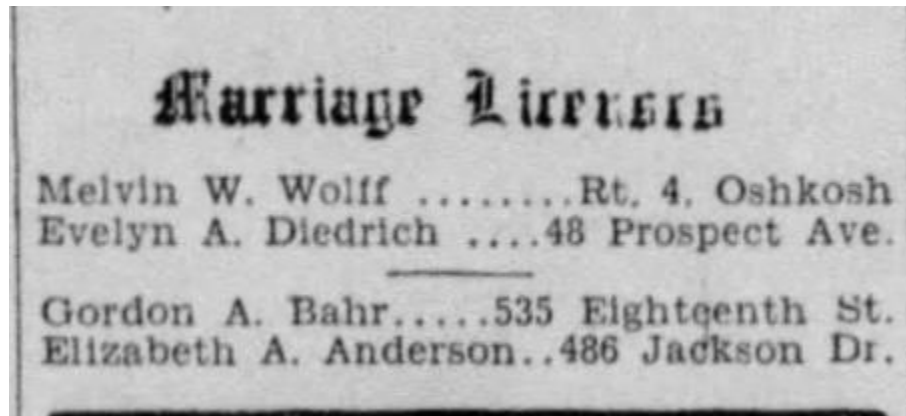 Marriage Licenses
Melvin W. Wolff ........Rt. 4, Oshkosh
Evelyn A. Diedrich ....48 Prospect Ave.
Gordon A. Bahr.....535 Eighteenth St.
Elizabeth A. Anderson..486 Jackson Dr.